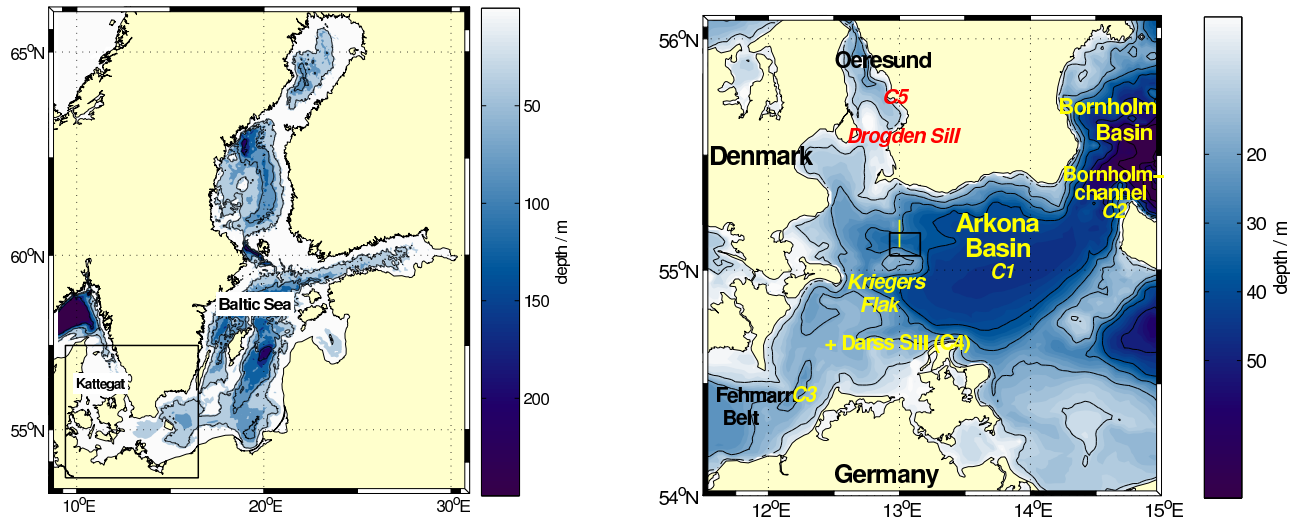 65°N
60°N
55°N
10°E
20°E
30°E
Baltic Sea
Kattegat
50
100
150
200
depth / m
56°N
55°N
54°N
12°E
13°E
14°E
15°E
Oeresund
C5
Drogden Sill
Denmark
Bornholm
Basin
Bornholm-
channel
C2
Arkona
Basin
C1
Kriegers
Flak
+ Darss Sill (C4)
Fehmarn
C3
Belt
Germany
20
30
40
50
depth / m